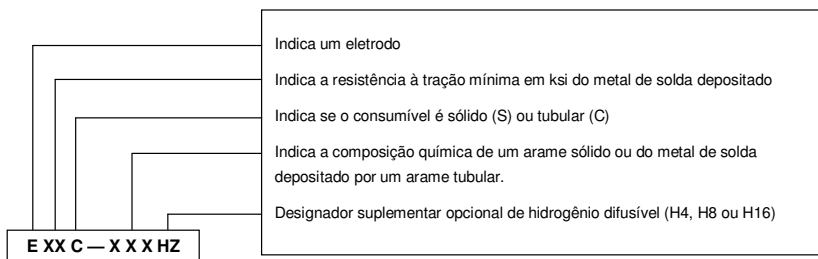 Indica um eletrodo
Indica a resistência à tração mínima em ksi do metal de solda depositado
Indica se o consumível é sólido (S) ou tubular (C)
Indica a composição química de um arame sólido ou do metal de solda
depositado por um arame tubular.
Designador suplementar opcional de hidrogênio difusível (H4, H8 ou H16)
E XX C — X X X HZ